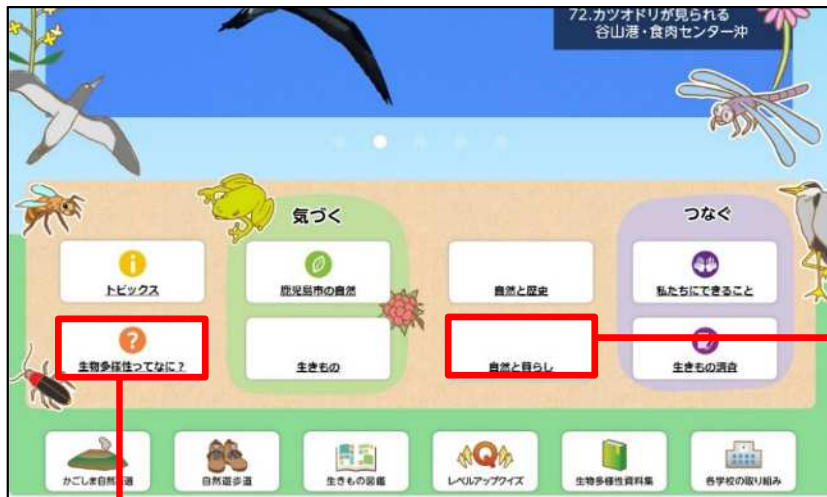 72.カツオドリが見られる
谷山港・食肉センター沖
気づく
つなぐ
トピックス
鹿児島市の自然
自然と歴史
私たちにできること
生物多様性ってなに？
生きもの
自然と暮らし
生きもの調査
かごしま自然百選
自然遊歩道
生きもの図鑑
レベルアップクイズ
生物多様性資料集
各学校の取り組み